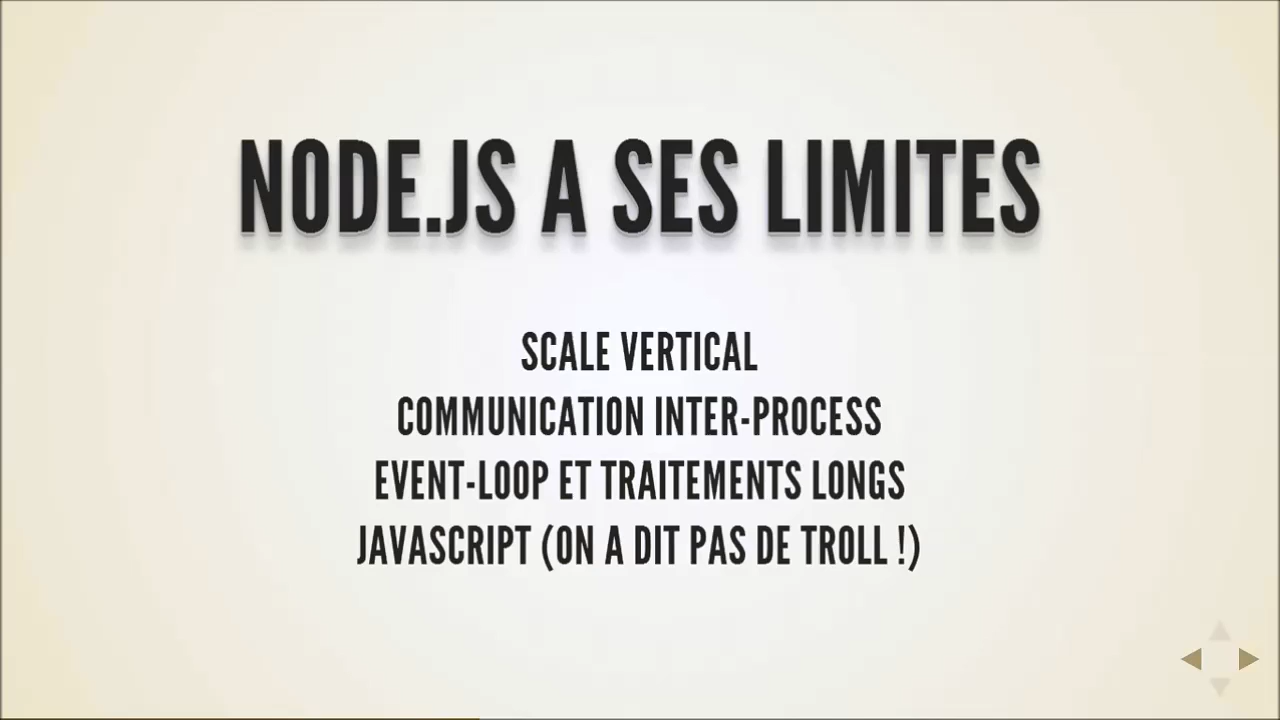 NODE.JS A SES LIMITES
SCALE VERTICAL
COMMUNICATION INTER-PROCESS
EVENT-LOOP ET TRAITEMENTS LONGS
JAVASCRIPT (ON A DIT PAS DE TROLL !)